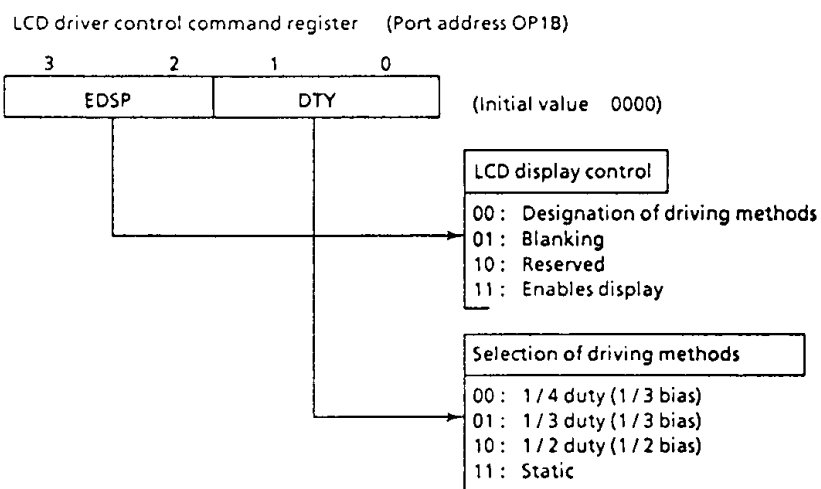 LCD driver control command register (Port address OP1B)
3 2 1 0
EDSP DTY (Initial value 0000)
LCD display control
00 : Designation of driving methods
01 : Blanking
10 : Reserved
11 : Enables display
Selection of driving methods
00 : 1 / 4 duty (1 / 3 bias)
01 : 1 / 3 duty (1 / 3 bias)
10 : 1 / 2 duty (1 / 2 bias)
11 : Static